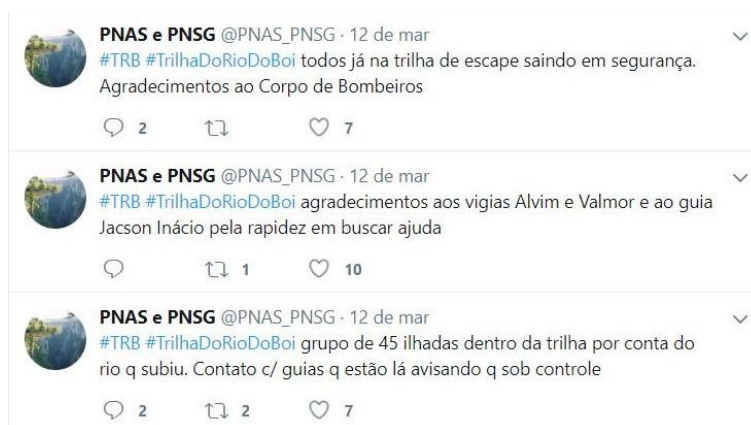 PNAS e PNSG @PNAS_PNSG · 12 de mar
#TRB #TrilhaDoRioDoBoi todos já na trilha de escape saindo em segurança.
Agradecimentos ao Corpo de Bombeiros
2 7
PNAS e PNSG @PNAS_PNSG · 12 de mar
#TRB #TrilhaDoRioDoBoi agradecimentos aos vigias Alvim e Valmor e ao guia
Jacson Inácio pela rapidez em buscar ajuda
1 10
PNAS e PNSG @PNAS_PNSG · 12 de mar
#TRB #TrilhaDoRioDoBoi grupo de 45 ilhadas dentro da trilha por conta do
rio q subiu. Contato c/ guias q estão lá avisando q sob controle
2 2 7